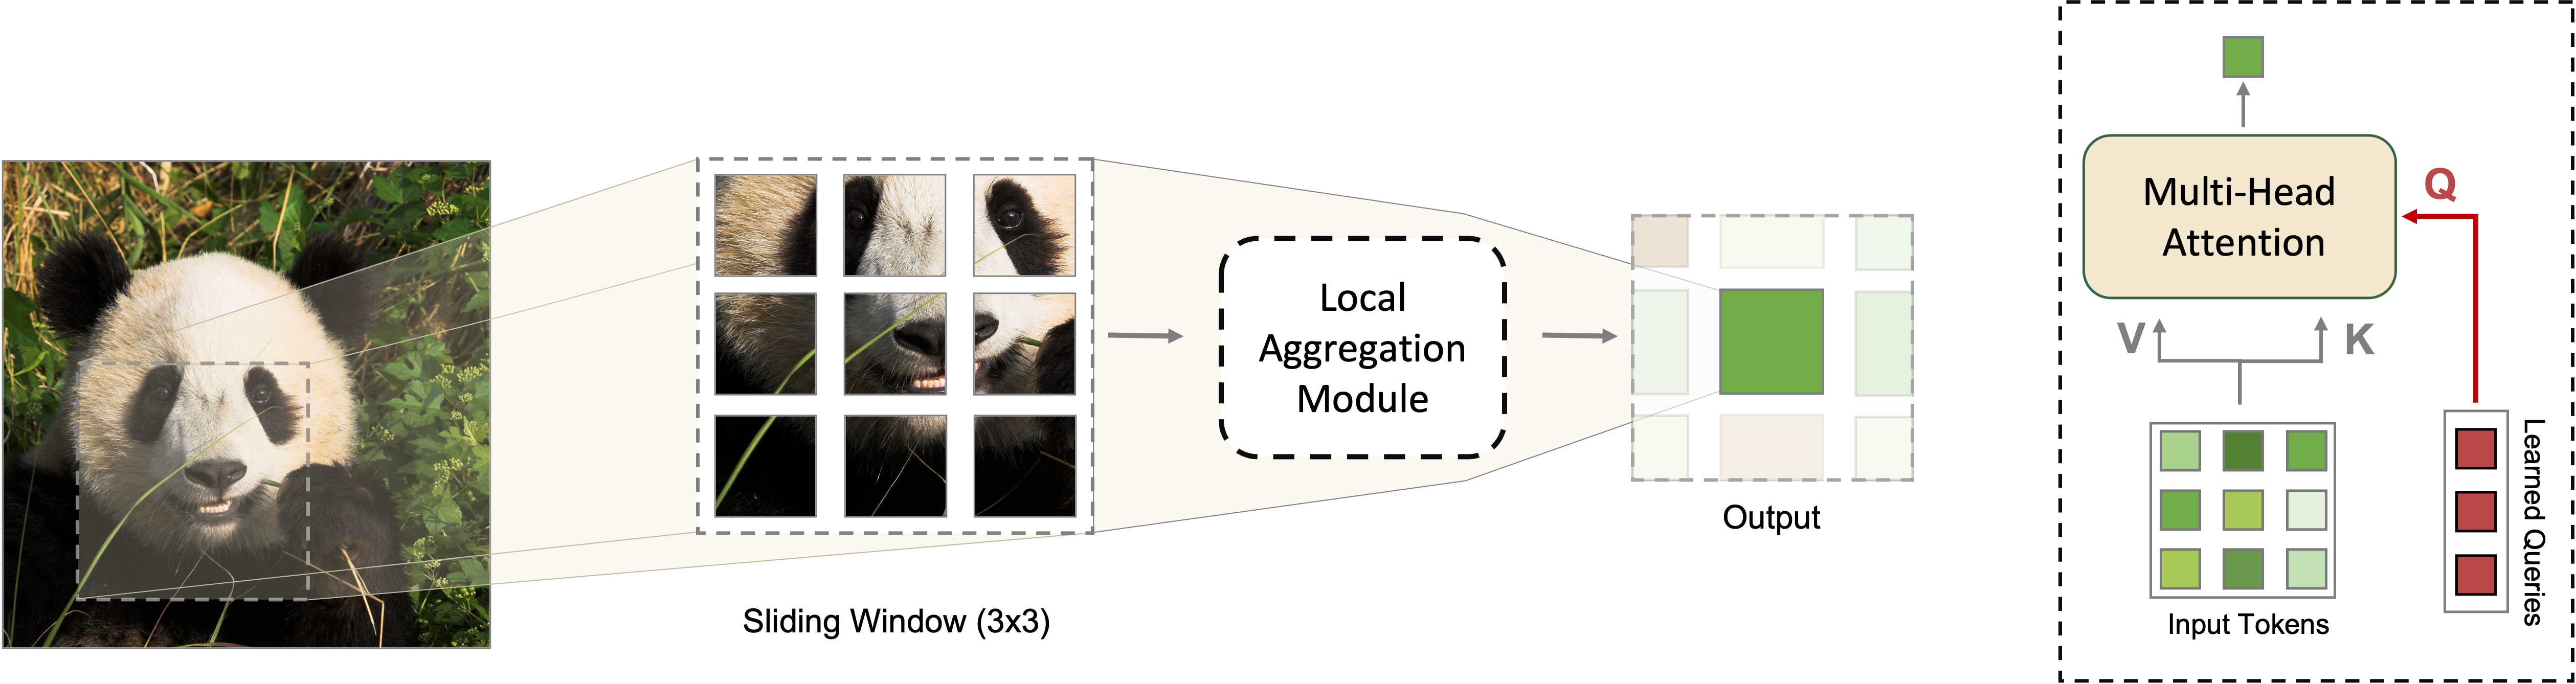 Sliding Window (3x3)
Local
Aggregation
Module
Output
Multi-Head
Attention
Q
V
K
Input Tokens
Learned Queries